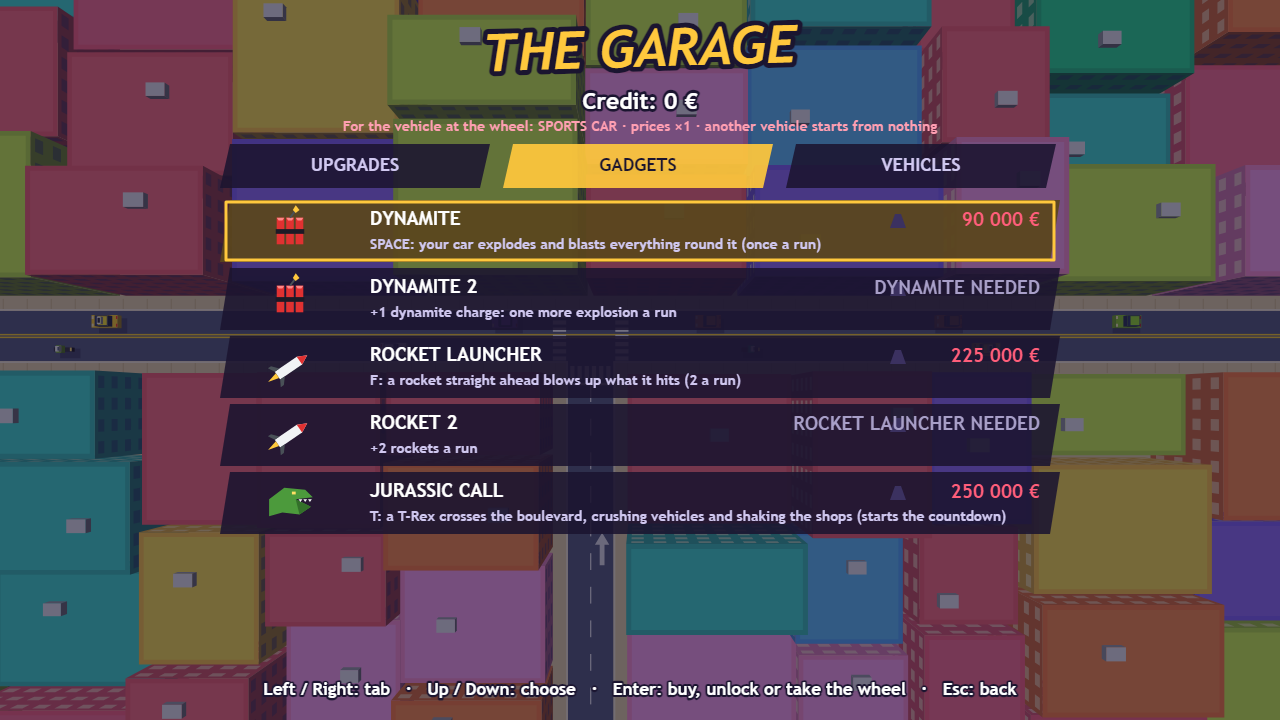 THE GARAGE
Credit: 0 €
For the vehicle at the wheel: SPORTS CAR · prices ×1 · another vehicle starts from nothing
UPGRADES
GADGETS
VEHICLES
DYNAMITE
90 000 €
SPACE: your car explodes and blasts everything round it (once a run)
DYNAMITE 2
DYNAMITE NEEDED
+1 dynamite charge: one more explosion a run
ROCKET LAUNCHER
225 000 €
F: a rocket straight ahead blows up what it hits (2 a run)
ROCKET 2
ROCKET LAUNCHER NEEDED
+2 rockets a run
JURASSIC CALL
250 000 €
T: a T-Rex crosses the boulevard, crushing vehicles and shaking the shops (starts the countdown)
Left / Right: tab · Up / Down: choose · Enter: buy, unlock or take the wheel · Esc: back